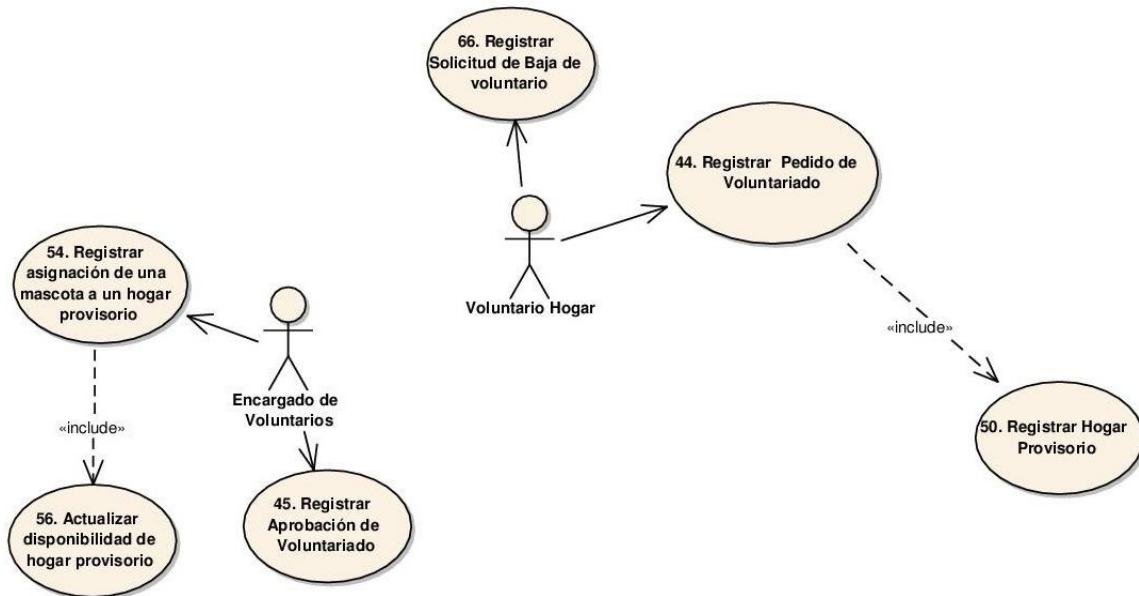 66. Registrar
Solicitud de Baja de
voluntario
44. Registrar Pedido de
Voluntariado
Voluntario Hogar
54. Registrar
asignación de una
mascota a un hogar
provisorio
«include»
Encargado de
Voluntarios
«include»
50. Registrar Hogar
Provisorio
56. Actualizar
disponibilidad de
hogar provisorio
45. Registrar
Aprobación de
Voluntariado